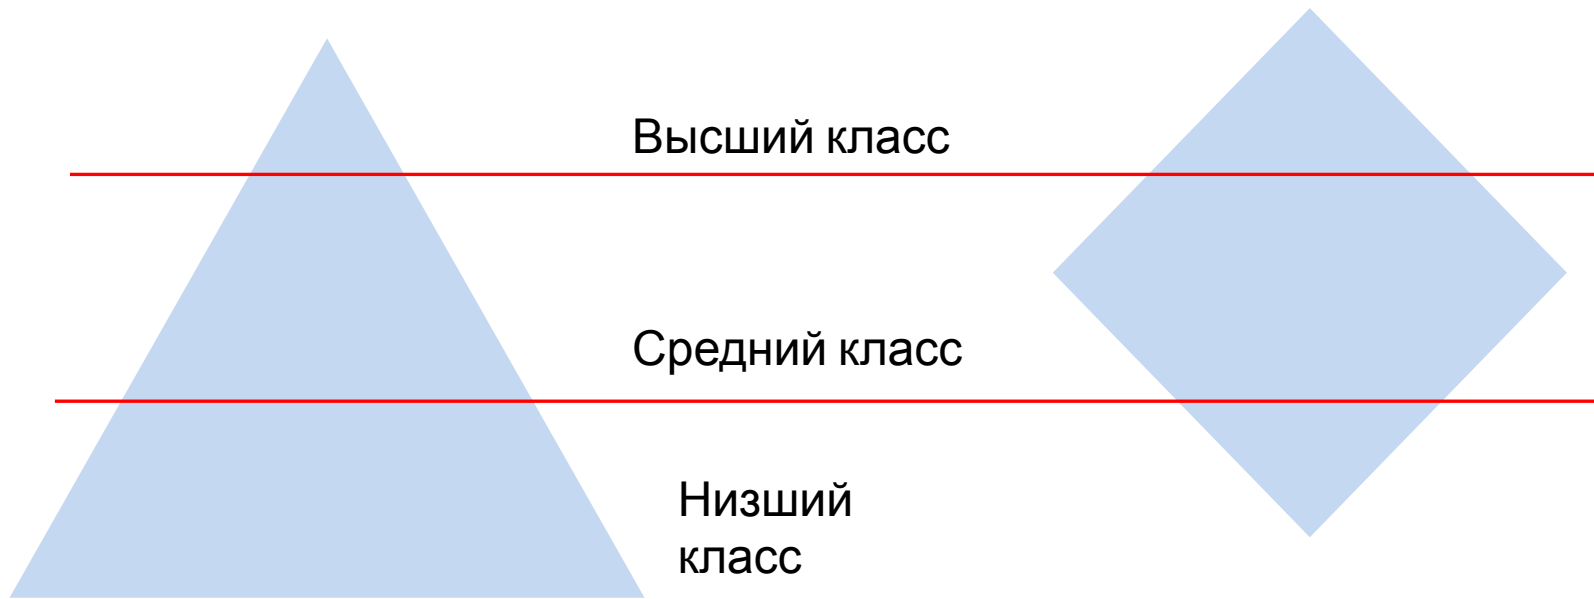 Высший класс
Средний класс
Низший
класс